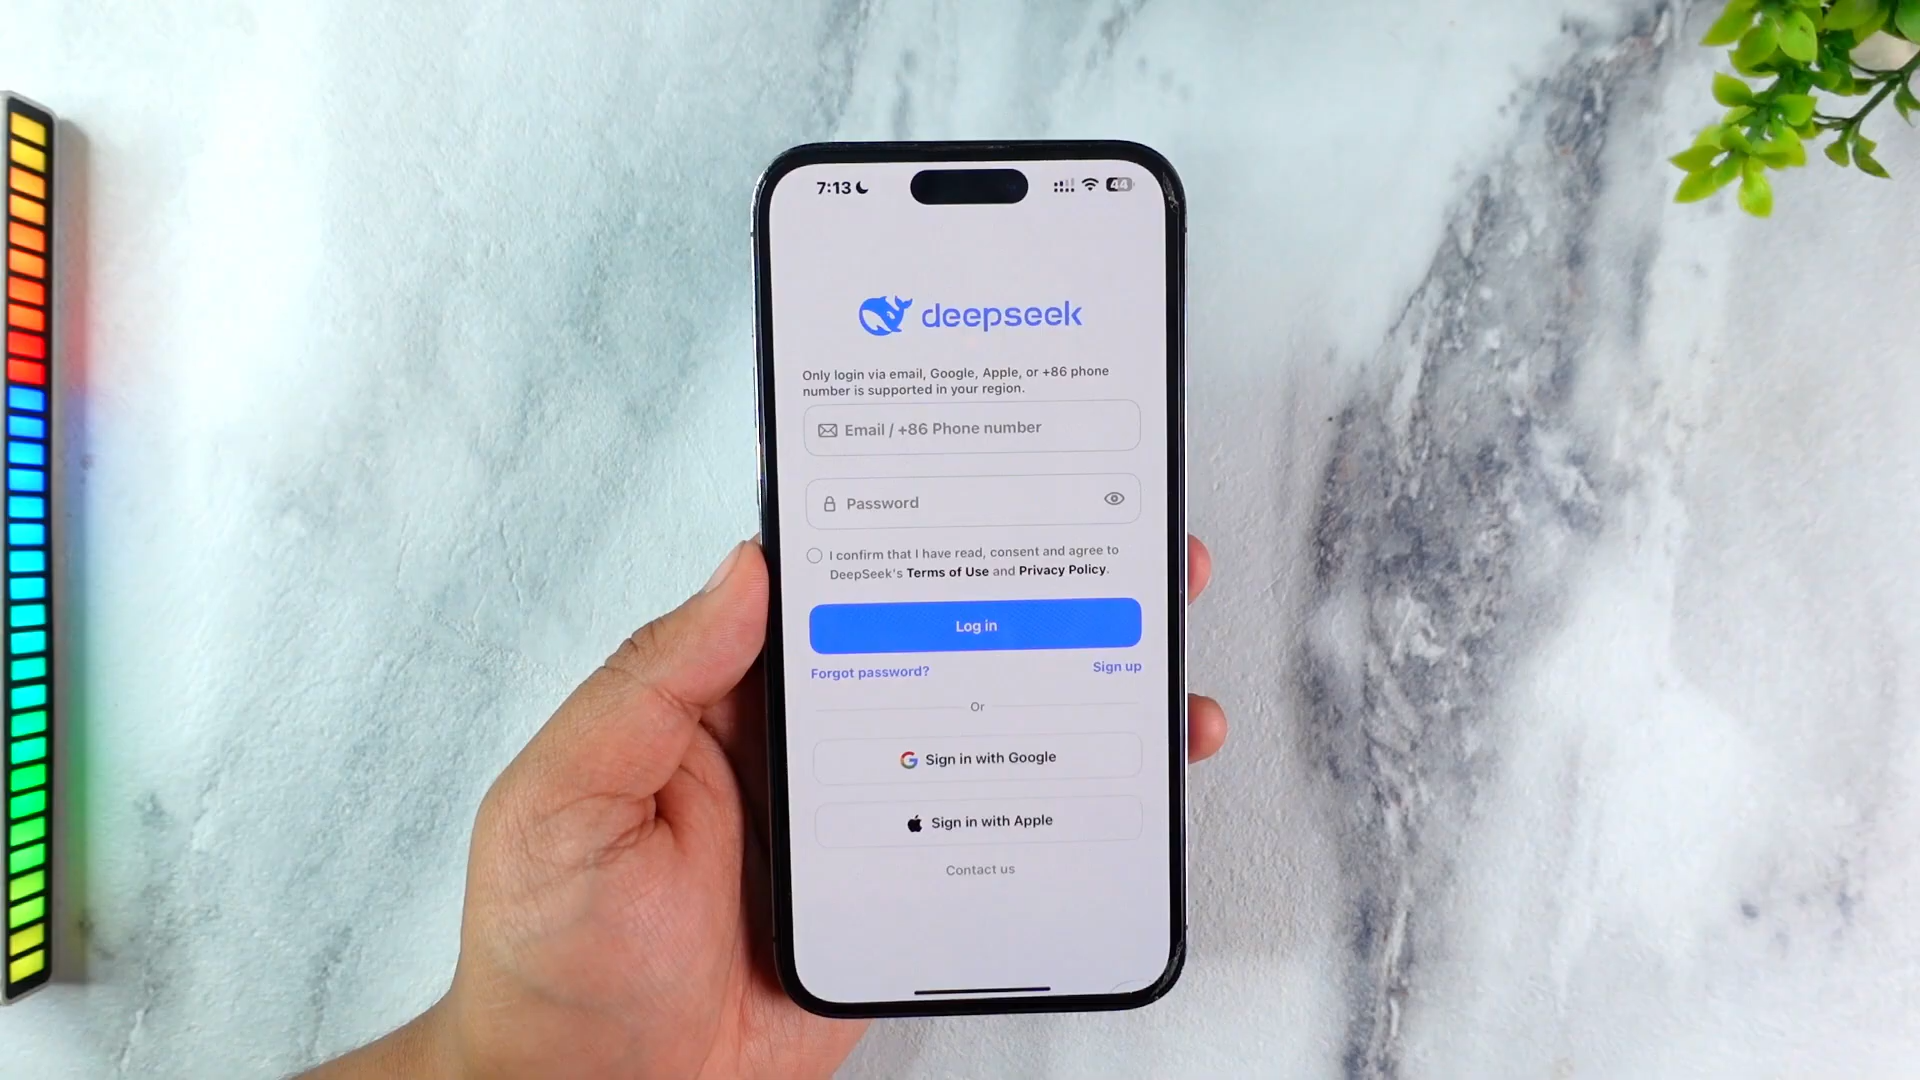 7:13
44
deepseek
Only login via email, Google, Apple, or +86 phone
number is supported in your region.
Email / +86 Phone number
Password
I confirm that I have read, consent and agree to
DeepSeek's Terms of Use and Privacy Policy.
Log in
Forgot password?
Sign up
Or
Sign in with Google
Sign in with Apple
Contact us